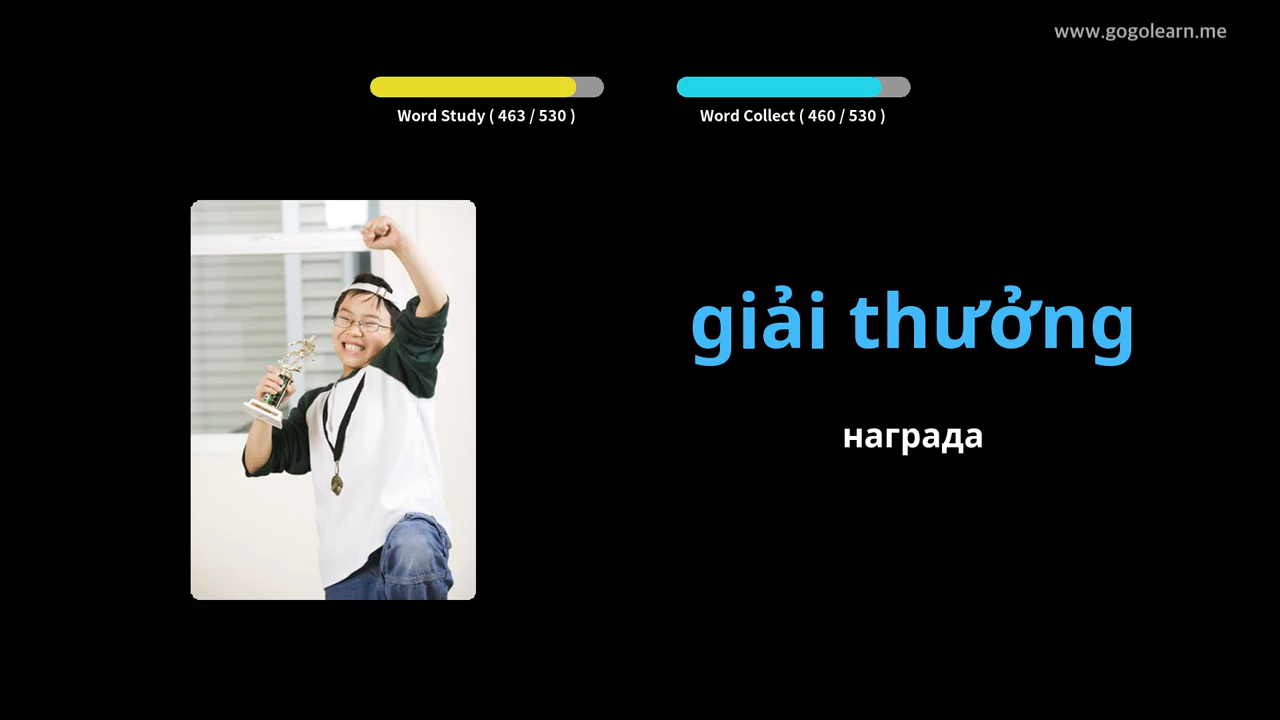 www.gogolearn.me
Word Study ( 463 / 530 )
Word Collect ( 460 / 530 )
giải thưởng
награда